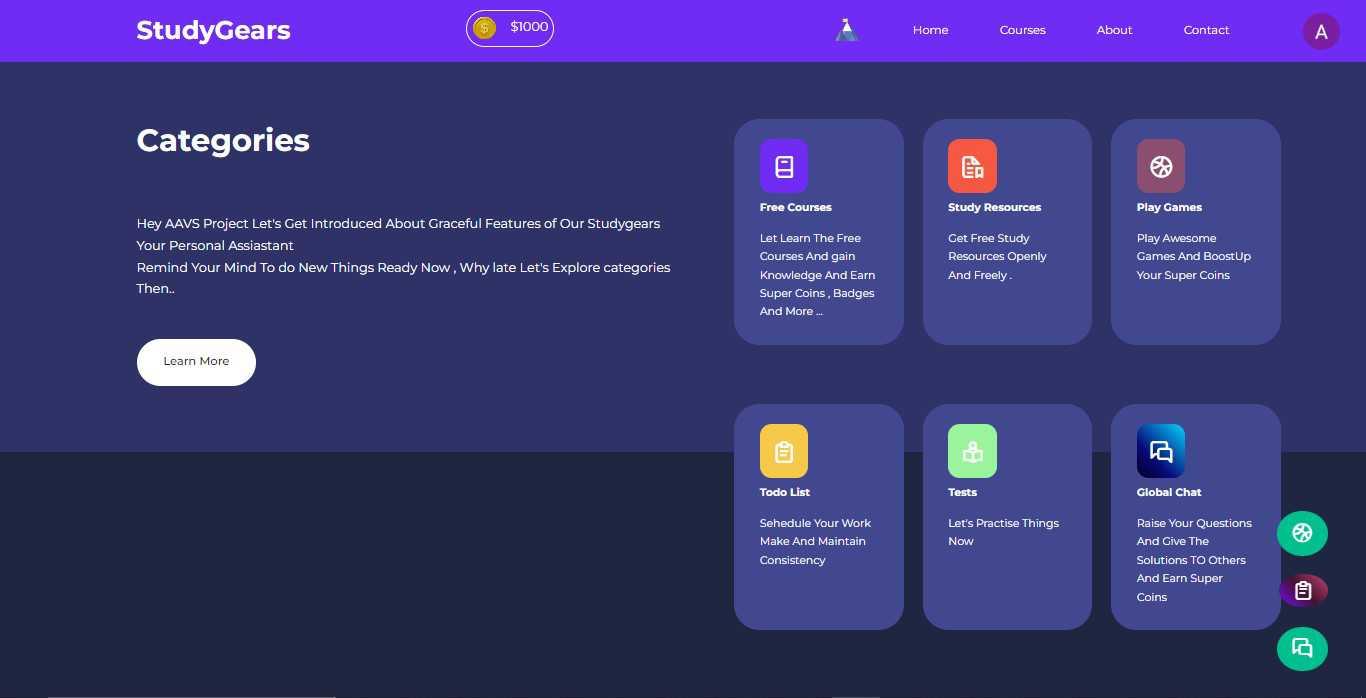 StudyGears
$ $1000
Home
Courses
About
Contact
A
Categories
Hey AAVS Project Let's Get Introduced About Graceful Features of Our Studygears
Your Personal Assiastant
Remind Your Mind To do New Things Ready Now , Why late Let's Explore categories
Then..
Learn More
Free Courses
Let Learn The Free
Courses And gain
Knowledge And Earn
Super Coins , Badges
And More ...
Study Resources
Get Free Study
Resources Openly
And Freely .
Play Games
Play Awesome
Games And BoostUp
Your Super Coins
Todo List
Sehedule Your Work
Make And Maintain
Consistency
Tests
Let's Practise Things
Now
Global Chat
Raise Your Questions
And Give The
Solutions TO Others
And Earn Super
Coins